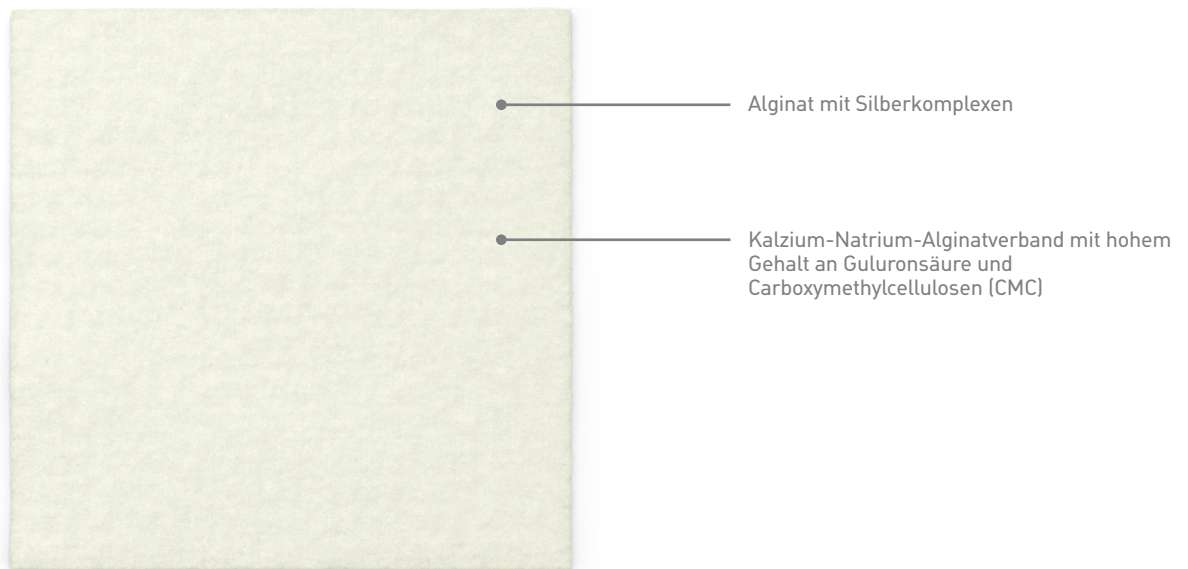 Alginat mit Silberkomplexen
Kalzium-Natrium-Alginatverband mit hohem
Gehalt an Guluronsäure und
Carboxymethylcellulosen (CMC)